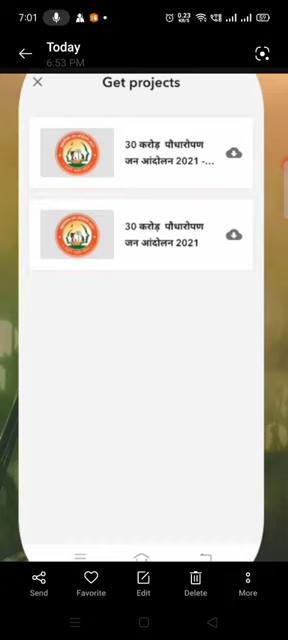 7:01
0.23
KB/S
Today
6:53 PM
Get projects
30 करोड़ पौधारोपण
जन आंदोलन 2021 -...
30 करोड़ पौधारोपण
जन आंदोलन 2021
Send
Favorite
Edit
Delete
More